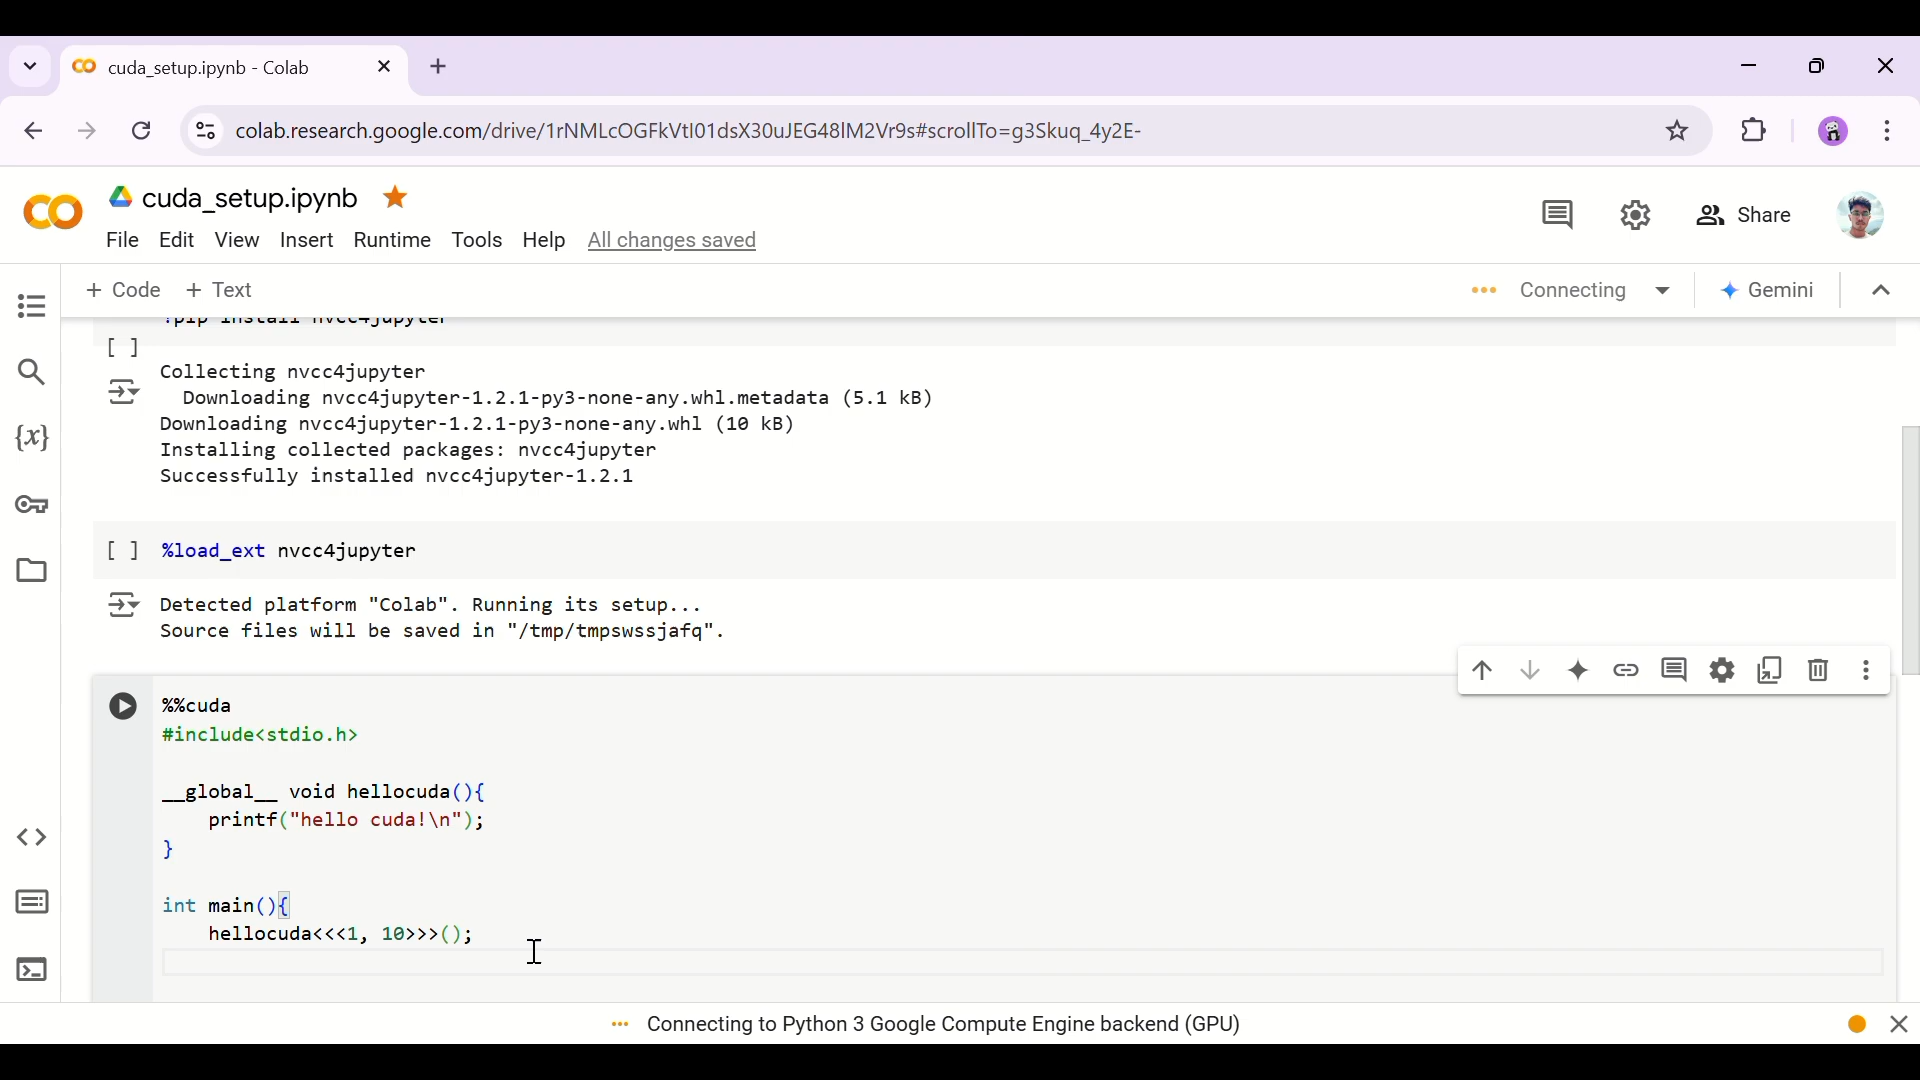 cuda_setup.ipynb - Colab
colab.research.google.com/drive/1rNMLcOGFkVtI01dsX30uJEG48IM2Vr9s#scrollTo=g3Skuq_4y2E-
cuda_setup.ipynb
File Edit View Insert Runtime Tools Help All changes saved
Share
+ Code + Text
Connecting
Gemini
!pip install nvcc4jupyter
[ ]
Collecting nvcc4jupyter
  Downloading nvcc4jupyter-1.2.1-py3-none-any.whl.metadata (5.1 kB)
Downloading nvcc4jupyter-1.2.1-py3-none-any.whl (10 kB)
Installing collected packages: nvcc4jupyter
Successfully installed nvcc4jupyter-1.2.1
[ ] %load_ext nvcc4jupyter
Detected platform "Colab". Running its setup...
Source files will be saved in "/tmp/tmpswssjafq".
%%cuda
#include<stdio.h>
__global__ void hellocuda(){
    printf("hello cuda!\n");
}
int main(){
    hellocuda<<<1, 10>>>();
Connecting to Python 3 Google Compute Engine backend (GPU)